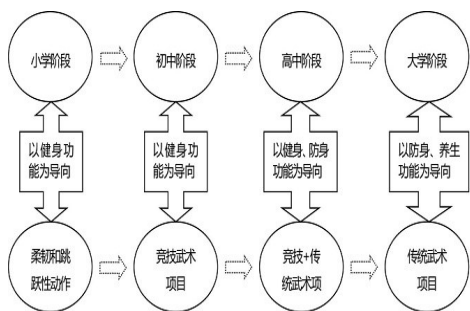 小学阶段
初中阶段
高中阶段
大学阶段
以健身功
能为导向
以健身功
能为导向
以健身、防身
功能为导向
以防身、养生
功能为导向
柔韧和跳
跃性动作
竞技武术
项目
竞技+传
统武术项
传统武术
项目